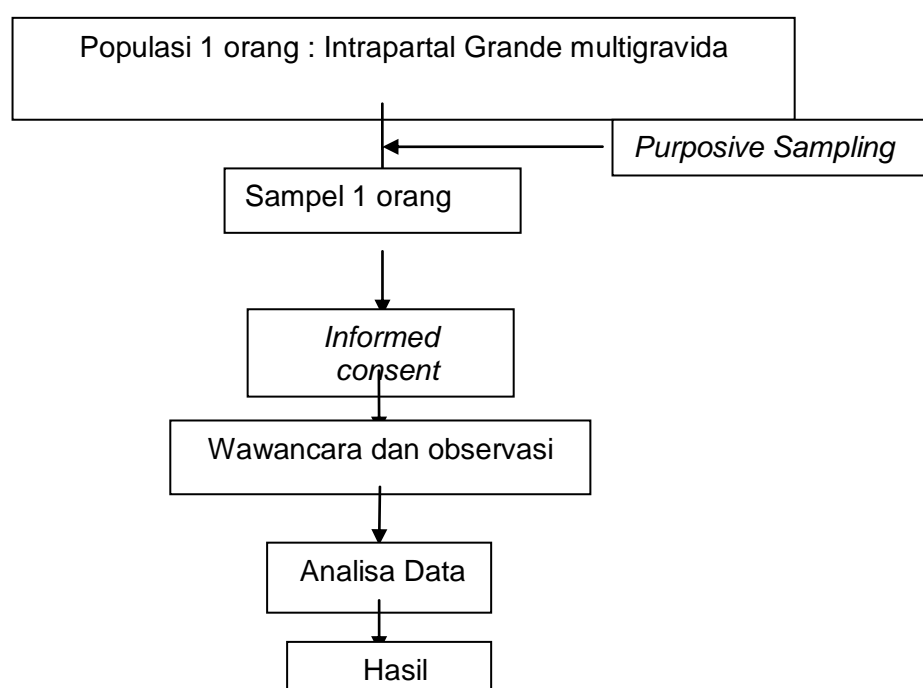 Populasi 1 orang : Intrapartal Grande multigravida
Purposive Sampling
Sampel 1 orang
Informed
consent
Wawancara dan observasi
Analisa Data
Hasil